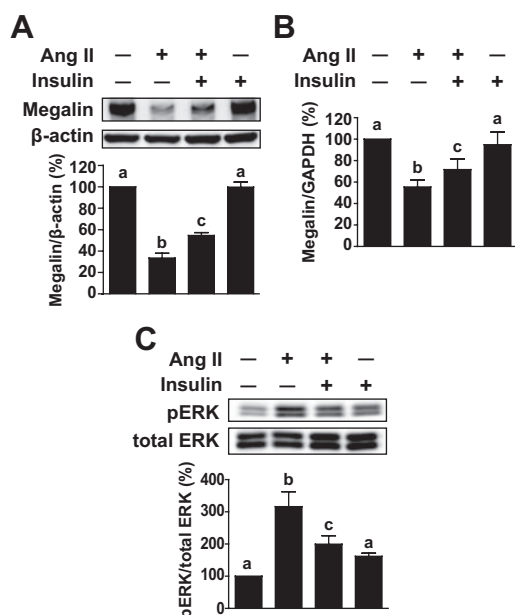 A
Ang II — + + —
Insulin — — + +
Megalin
β-actin
Megalin/β-actin (%)
120
100
80
60
40
20
0
a
b
c
a
B
Ang II — + + —
Insulin — — + +
Megalin/GAPDH (%)
120
100
80
60
40
20
0
a
b
c
a
C
Ang II — + + —
Insulin — — + +
pERK
total ERK
pERK/total ERK (%)
400
300
200
100
0
a
b
c
a